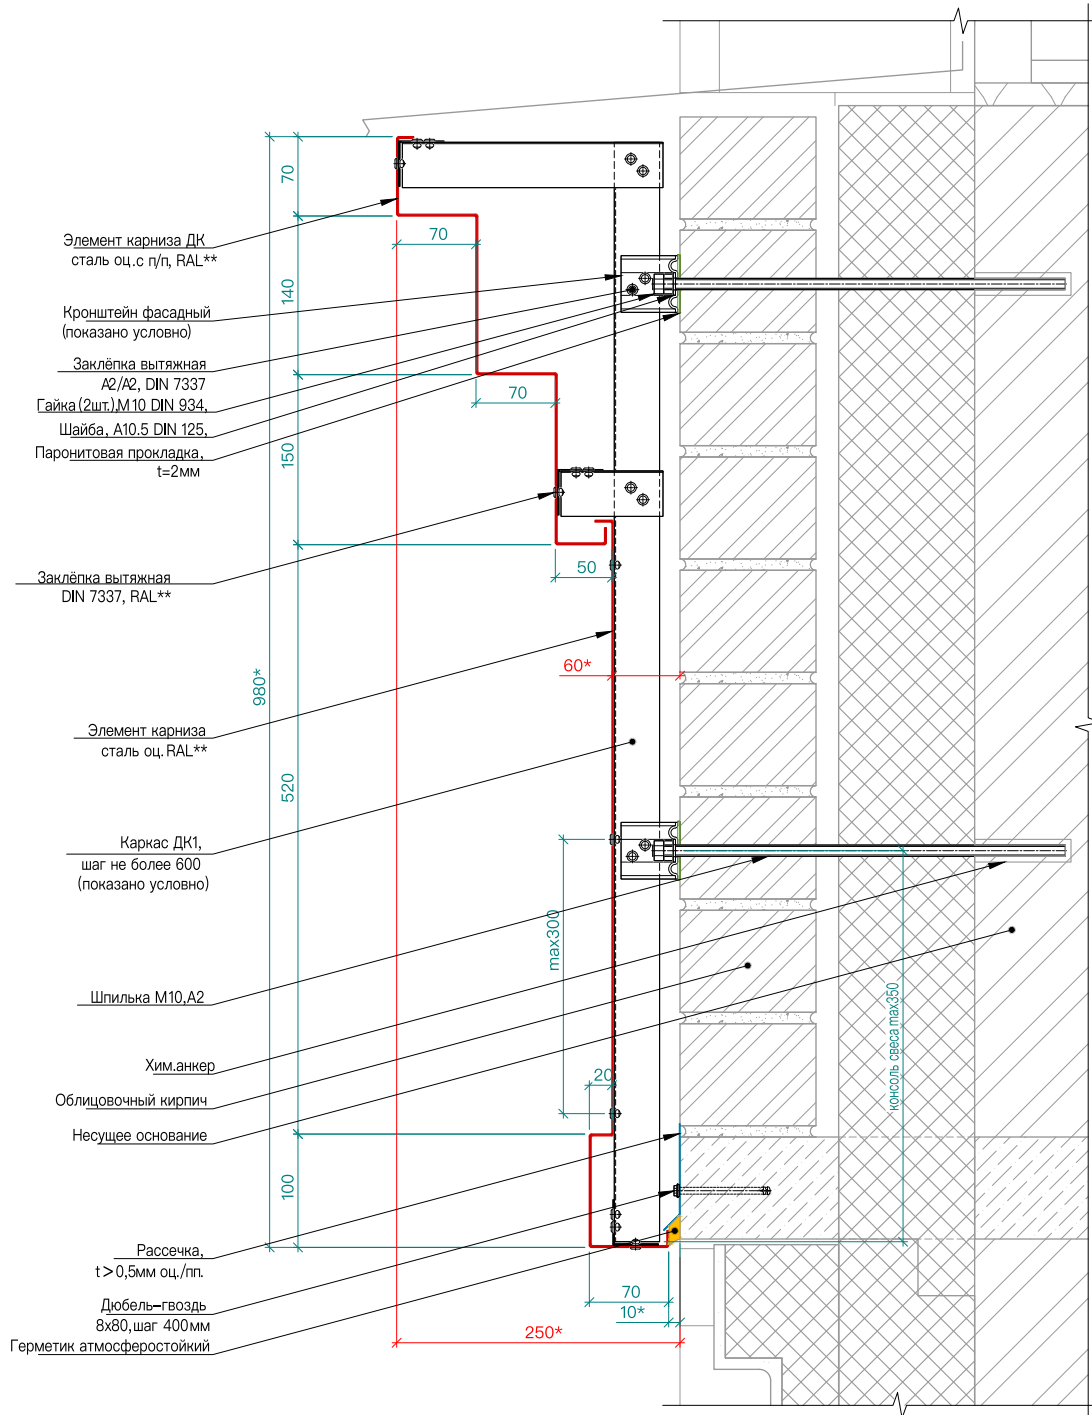 70
Элемент карниза ДК
сталь оц.с п/п, RAL**
70
140
Кронштейн фасадный
(показано условно)
Заклёпка вытяжная
A2/A2, DIN 7337
70
Гайка (2шт.),М10 DIN 934,
Шайба, А10.5 DIN 125,
150
Паронитовая прокладка,
t=2мм
Заклёпка вытяжная
DIN 7337, RAL**
50
60*
980*
Элемент карниза
сталь оц. RAL**
520
Каркас ДК1,
шаг не более 600
(показано условно)
max300
Шпилька М10,А2
консоль свеса max350
Хим.анкер
20
Облицовочный кирпич
Несущее основание
100
Рассечка,
t>0,5мм оц./пп.
70
Дюбель-гвоздь
8х80,шаг 400мм
10*
250*
Герметик атмосферостойкий